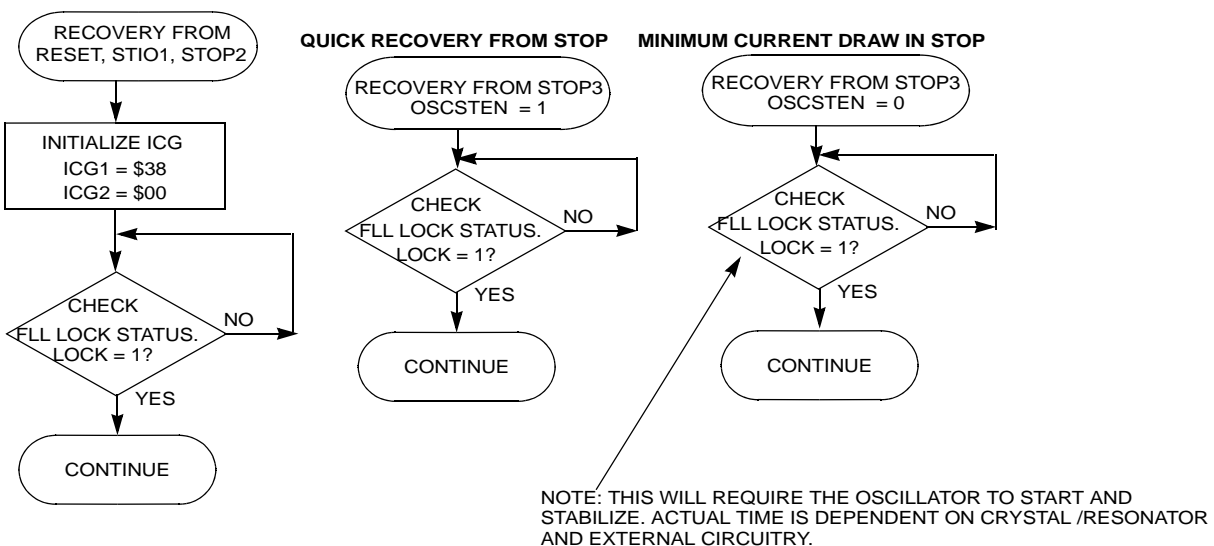 RECOVERY FROM
RESET, STIO1, STOP2
INITIALIZE ICG
ICG1 = $38
ICG2 = $00
CHECK
FLL LOCK STATUS.
LOCK = 1?
NO
YES
CONTINUE
QUICK RECOVERY FROM STOP
RECOVERY FROM STOP3
OSCSTEN = 1
CHECK
FLL LOCK STATUS.
LOCK = 1?
NO
YES
CONTINUE
MINIMUM CURRENT DRAW IN STOP
RECOVERY FROM STOP3
OSCSTEN = 0
CHECK
FLL LOCK STATUS.
LOCK = 1?
NO
YES
CONTINUE
NOTE: THIS WILL REQUIRE THE OSCILLATOR TO START AND
STABILIZE. ACTUAL TIME IS DEPENDENT ON CRYSTAL /RESONATOR
AND EXTERNAL CIRCUITRY.